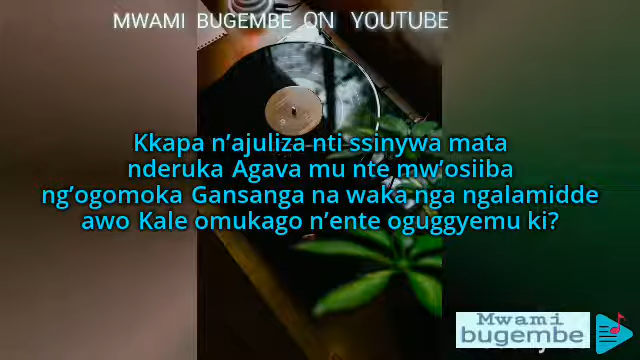 MWAMI BUGEMBE ON YOUTUBE
Kkapa n'ajuliza nti ssinywa mata
nderuka Agava mu nte mw'osiiba
ng'ogomoka Gansanga na waka nga ngalamidde
awo Kale omukago n'ente oguggyemu ki?
Mwami
bugembe